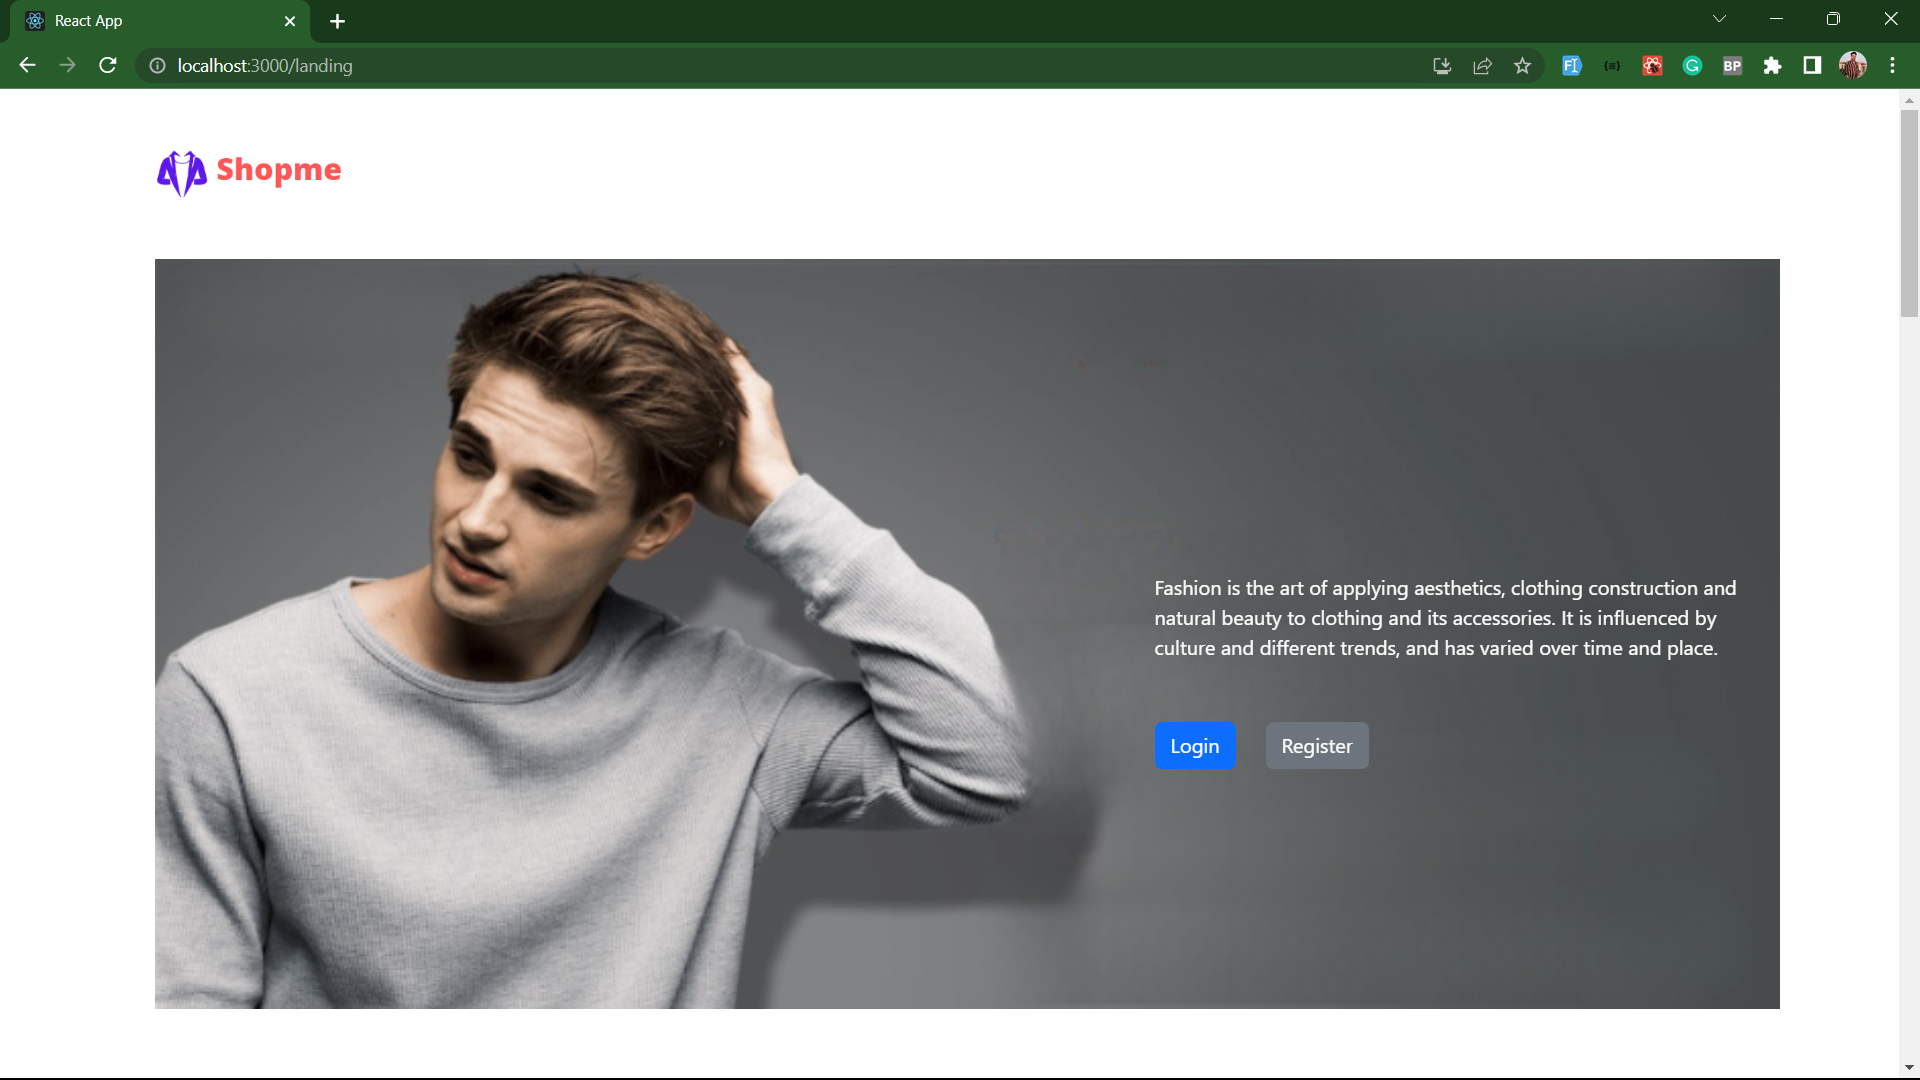 React App
localhost:3000/landing
BP
Shopme
Fashion is the art of applying aesthetics, clothing construction and
natural beauty to clothing and its accessories. It is influenced by
culture and different trends, and has varied over time and place.
Login
Register